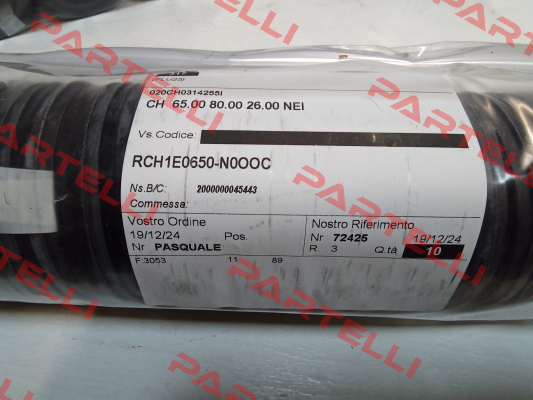 020CH0314255I
CH 65.00 80.00 26.00 NEI
Vs.Codice:
RCH1E0650-N0OOC
Ns.B/C: 2000000045443
Commessa:
Vostro Ordine
19/12/24 Pos.
Nr PASQUALE
Nostro Riferimento
Nr 72425 19/12/24
R. 3 Q.tà 10
F.3053 11 89
PARTELLI
PARTELLI
PARTELLI
PARTELLI
PARTELLI